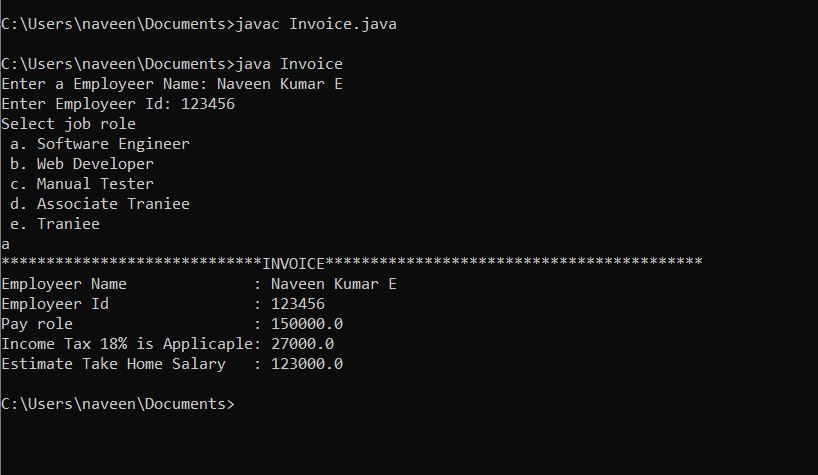 C:\Users\naveen\Documents>javac Invoice.java
C:\Users\naveen\Documents>java Invoice
Enter a Employeer Name: Naveen Kumar E
Enter Employeer Id: 123456
Select job role
 a. Software Engineer
 b. Web Developer
 c. Manual Tester
 d. Associate Traniee
 e. Traniee
a
*****************************INVOICE******************************************
Employeer Name              : Naveen Kumar E
Employeer Id                : 123456
Pay role                    : 150000.0
Income Tax 18% is Applicaple: 27000.0
Estimate Take Home Salary   : 123000.0
C:\Users\naveen\Documents>